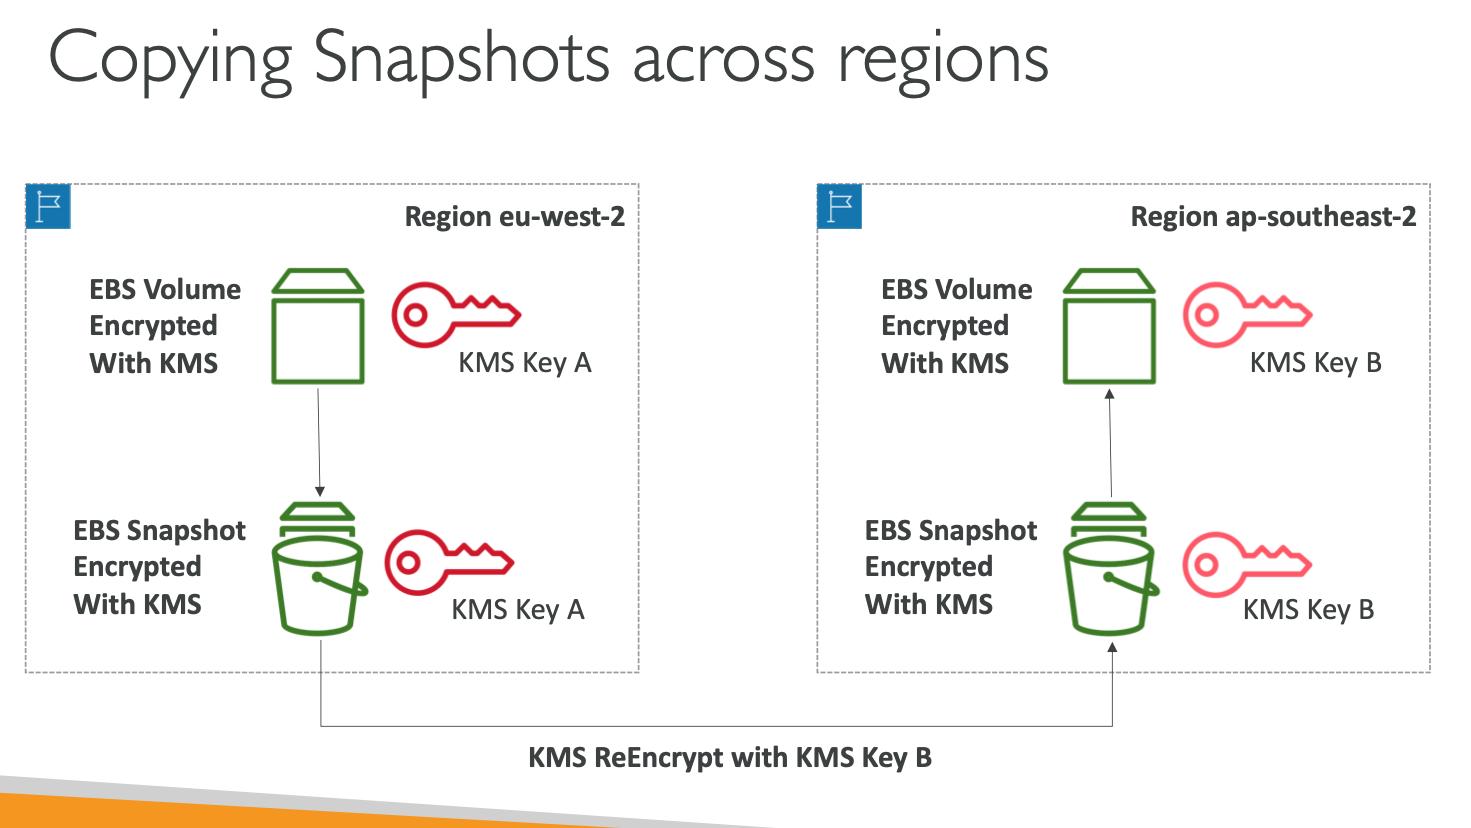 Copying Snapshots across regions
Region eu-west-2
EBS Volume
Encrypted
With KMS
KMS Key A
EBS Snapshot
Encrypted
With KMS
KMS Key A
Region ap-southeast-2
EBS Volume
Encrypted
With KMS
KMS Key B
EBS Snapshot
Encrypted
With KMS
KMS Key B
KMS ReEncrypt with KMS Key B